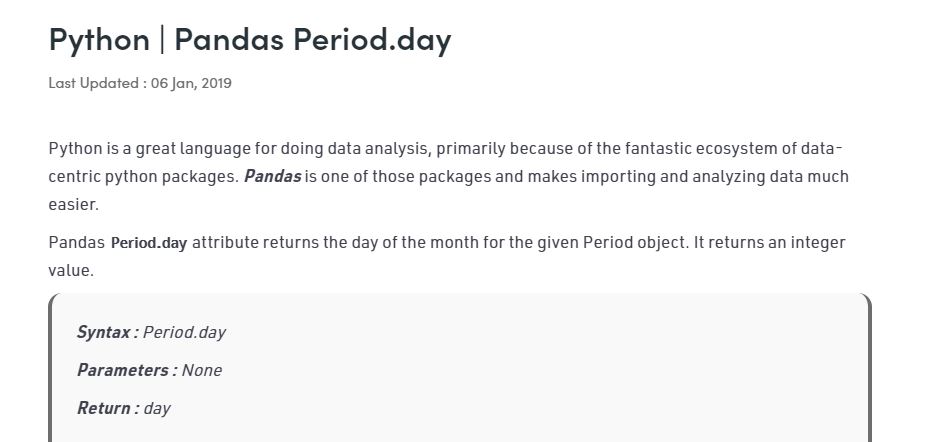 Python | Pandas Period.day
Last Updated : 06 Jan, 2019
Python is a great language for doing data analysis, primarily because of the fantastic ecosystem of data-
centric python packages. Pandas is one of those packages and makes importing and analyzing data much
easier.
Pandas Period.day attribute returns the day of the month for the given Period object. It returns an integer
value.
Syntax : Period.day
Parameters : None
Return : day